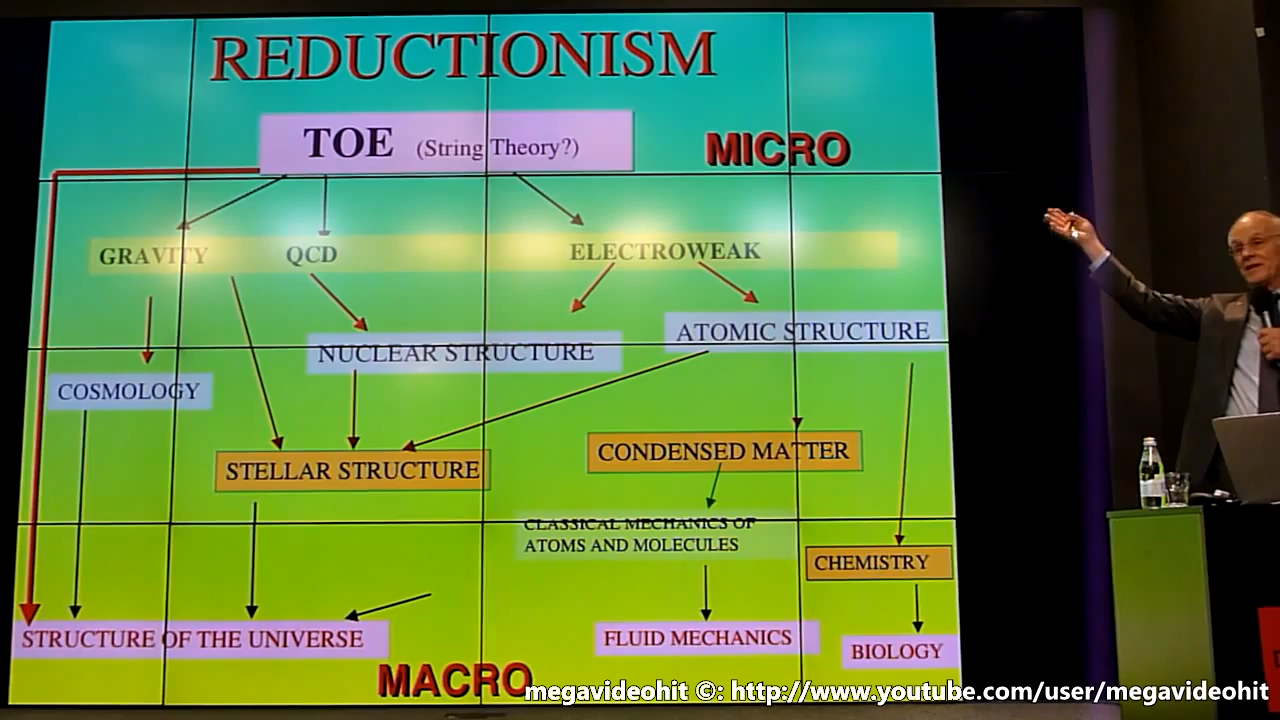 REDUCTIONISM
TOE (String Theory?)
MICRO
GRAVITY QCD ELECTROWEAK
ATOMIC STRUCTURE
NUCLEAR STRUCTURE
COSMOLOGY
CONDENSED MATTER
STELLAR STRUCTURE
CLASSICAL MECHANICS OF
ATOMS AND MOLECULES
CHEMISTRY
STRUCTURE OF THE UNIVERSE
FLUID MECHANICS
BIOLOGY
MACRO
megavideohit ©: http://www.youtube.com/user/megavideohit